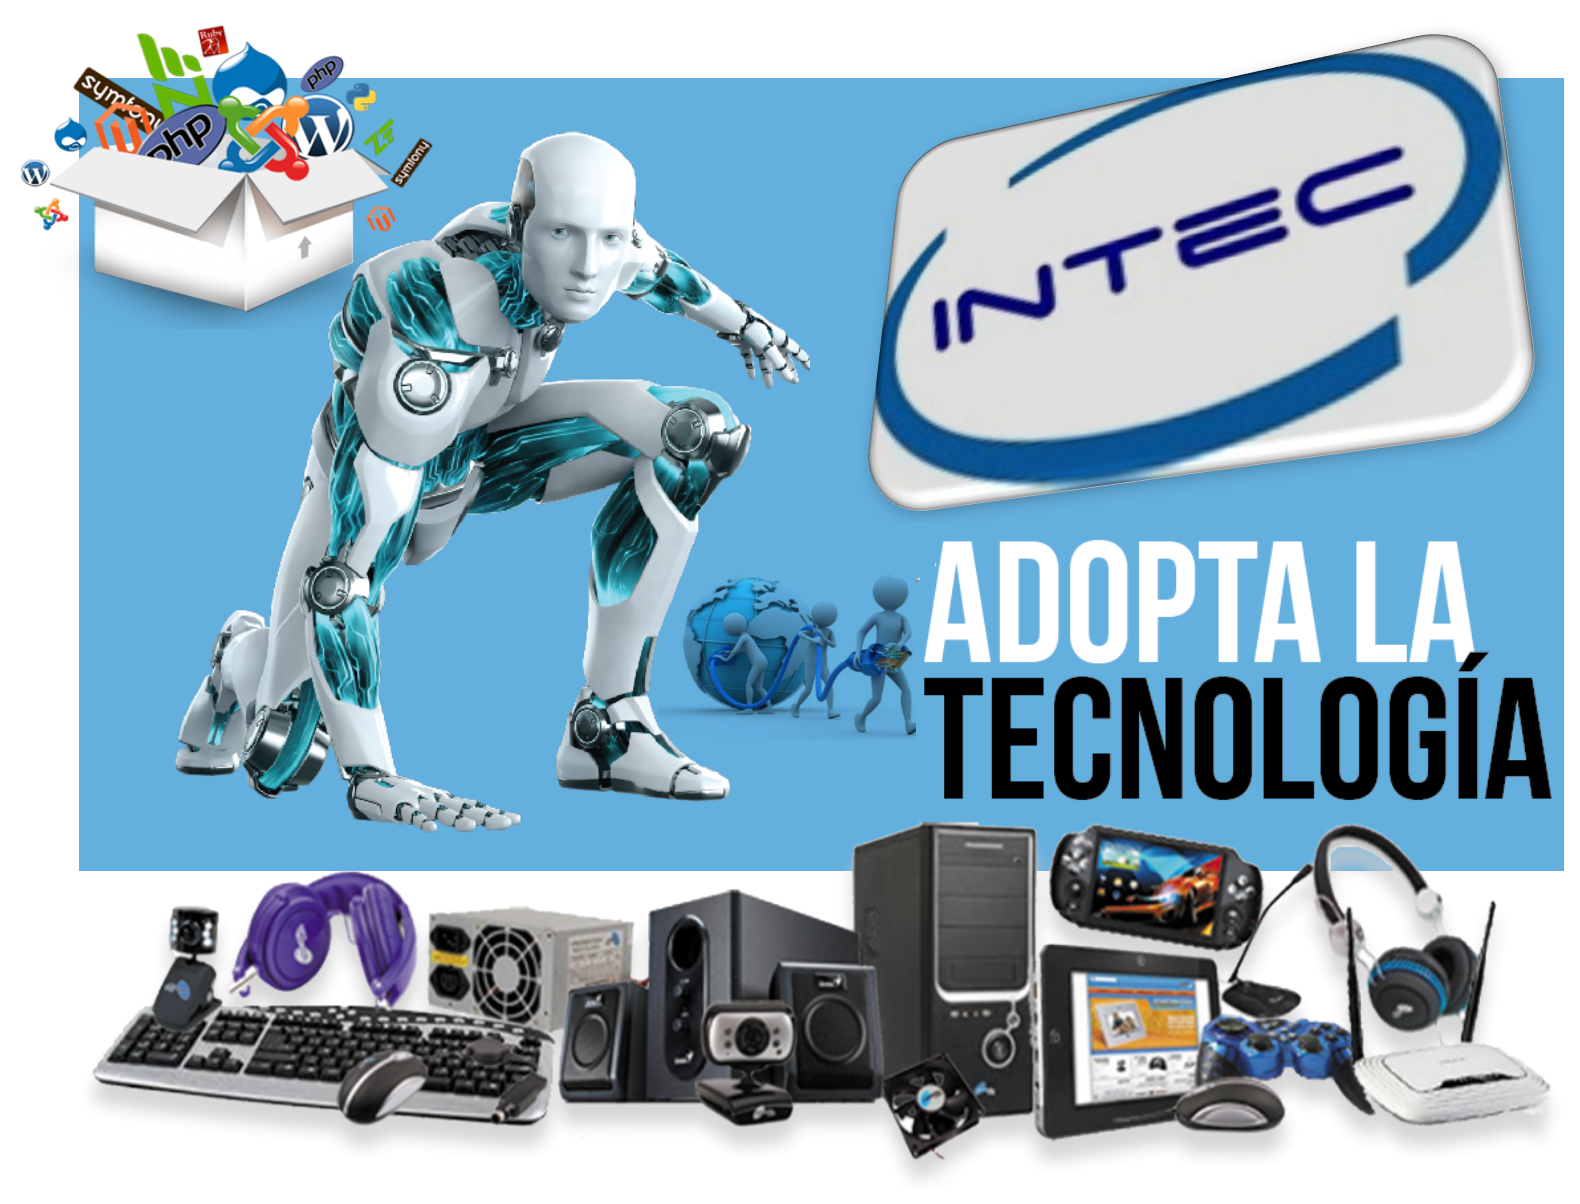 Ruby
symfony
php
php
W
ZF
W
symfony
INTEC
ADOPTA LA
TECNOLOGÍA